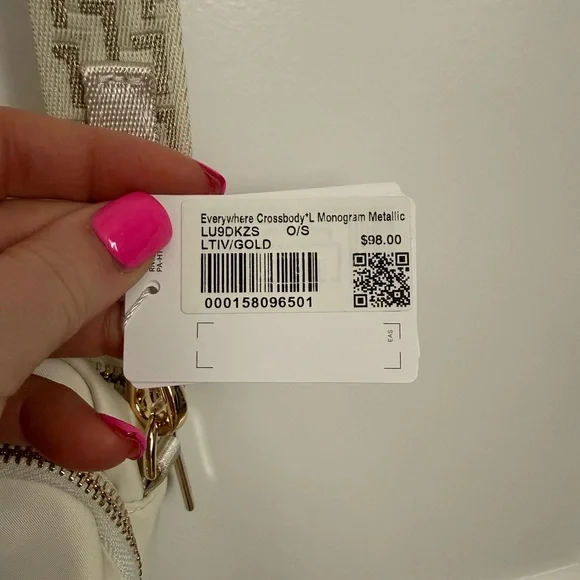 Everywhere Crossbody*L Monogram Metallic
LU9DKZS O/S
LTIV/GOLD
$98.00
000158096501
EAS